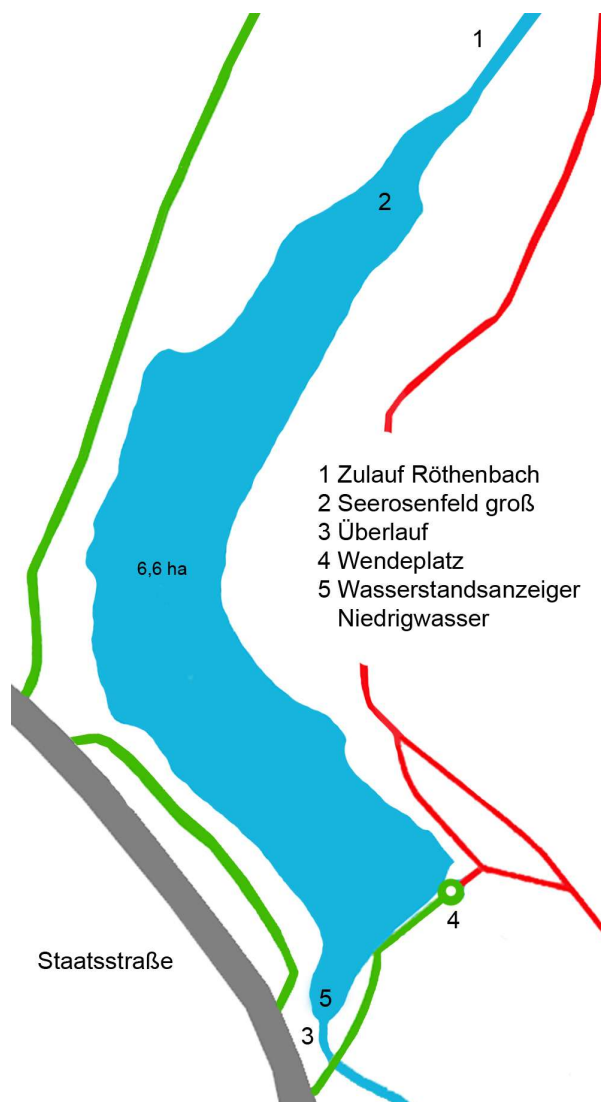 1
2
1 Zulauf Röthenbach
2 Seerosenfeld groß
3 Überlauf
4 Wendeplatz
5 Wasserstandsanzeiger
Niedrigwasser
6,6 ha
4
Staatsstraße
5
3